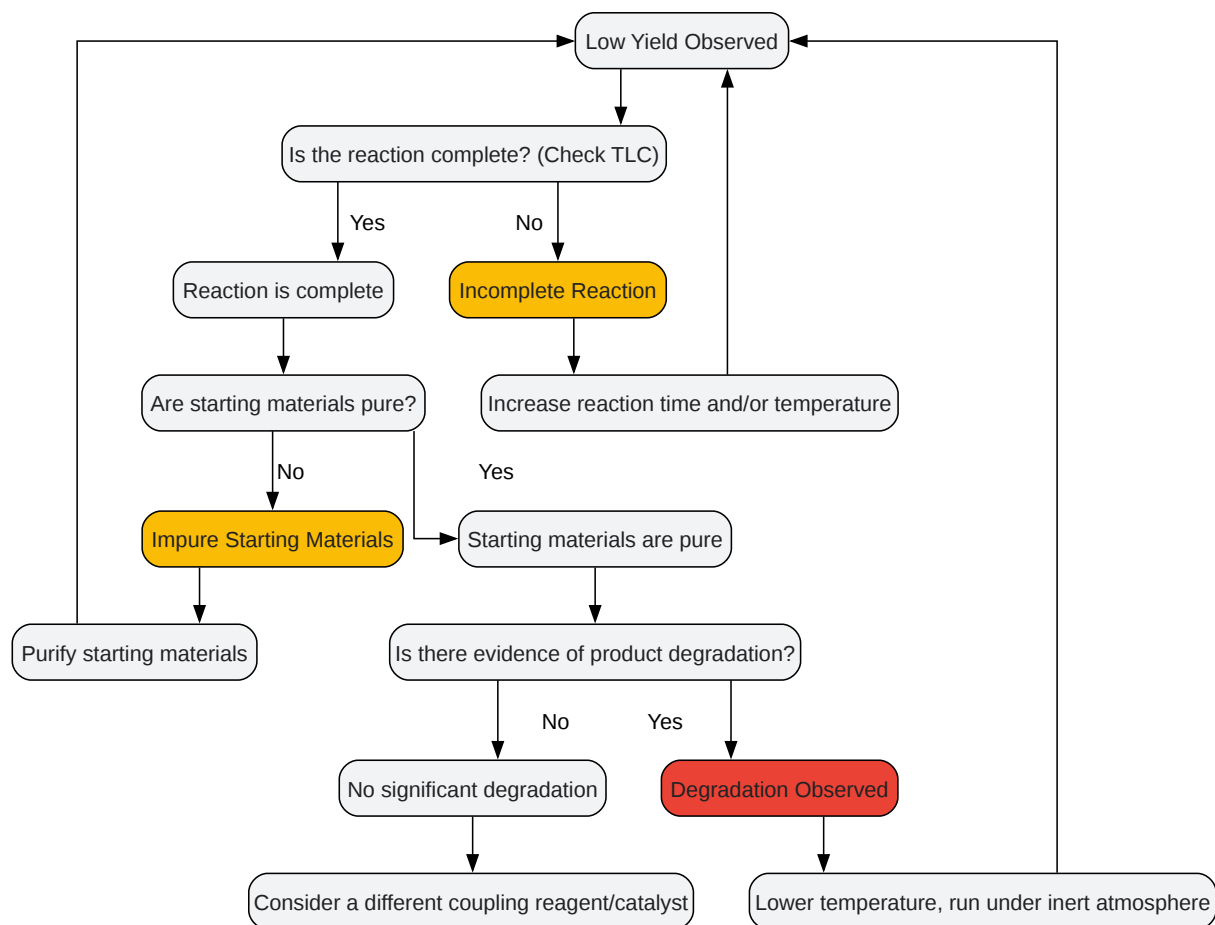 Low Yield Observed
Is the reaction complete? (Check TLC)
Yes
No
Reaction is complete
Incomplete Reaction
Are starting materials pure?
Increase reaction time and/or temperature
No
Yes
Impure Starting Materials
Starting materials are pure
Purify starting materials
Is there evidence of product degradation?
No
Yes
No significant degradation
Degradation Observed
Consider a different coupling reagent/catalyst
Lower temperature, run under inert atmosphere